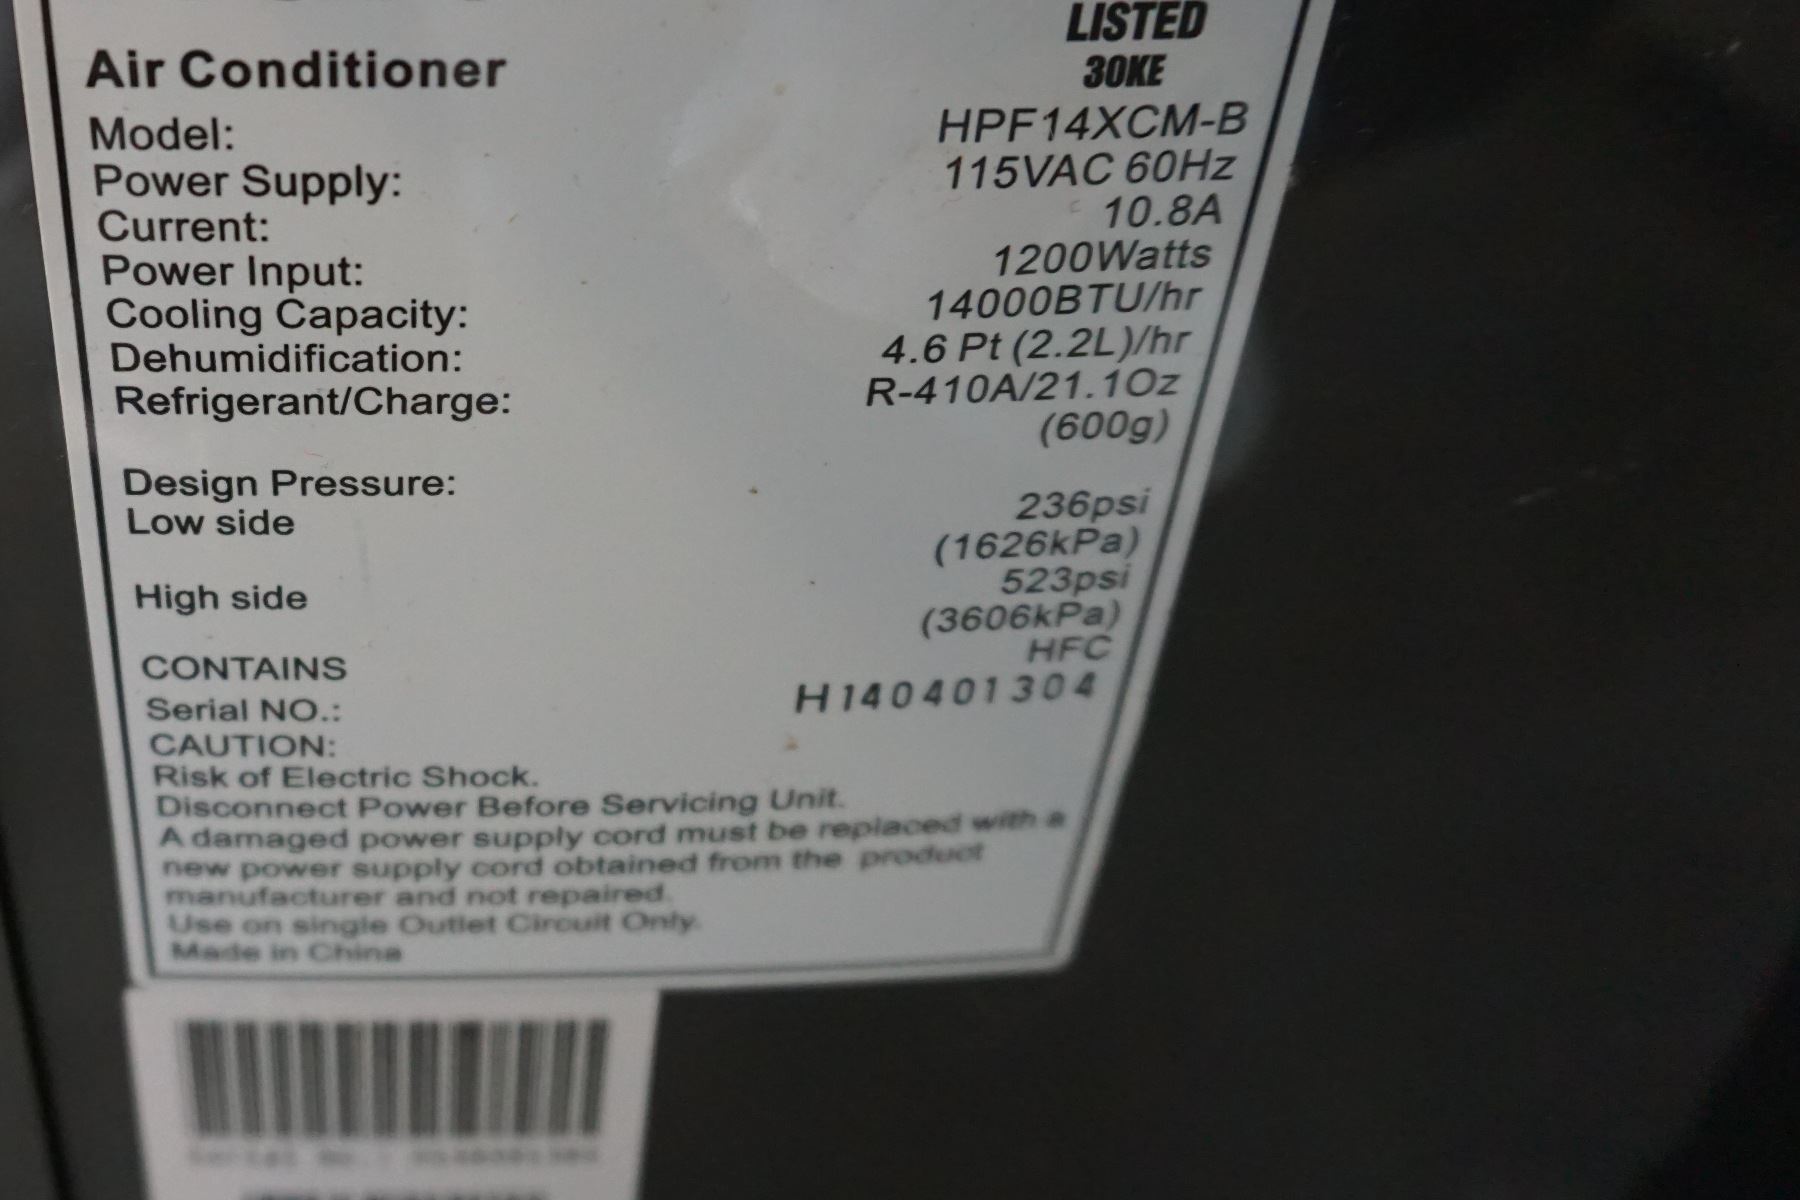 LISTED
30KE
Air Conditioner
Model: HPF14XCM-B
Power Supply: 115VAC 60Hz
Current: 10.8A
Power Input: 1200Watts
Cooling Capacity: 14000BTU/hr
Dehumidification: 4.6 Pt (2.2L)/hr
Refrigerant/Charge: R-410A/21.1Oz
(600g)
Design Pressure:
Low side 236psi
(1626kPa)
High side 523psi
(3606kPa)
CONTAINS HFC
Serial NO.: H140401304
CAUTION:
Risk of Electric Shock.
Disconnect Power Before Servicing Unit.
A damaged power supply cord must be replaced with a
new power supply cord obtained from the product
manufacturer and not repaired.
Use on single Outlet Circuit Only.
Made in China